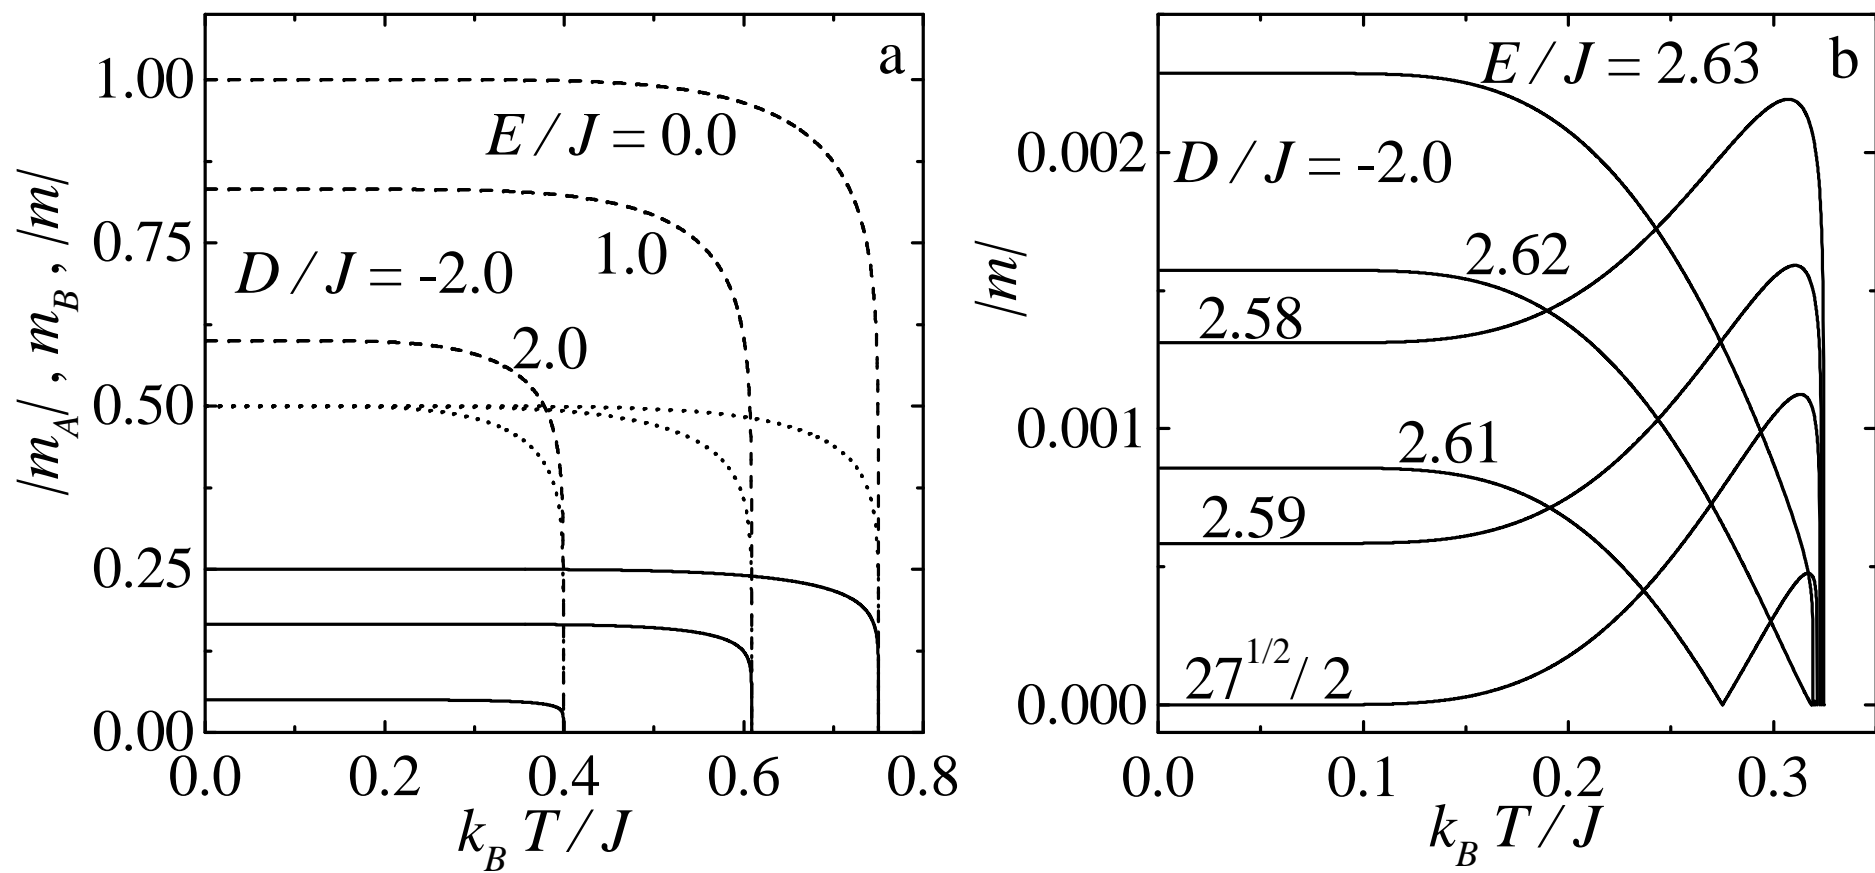 a
1.00
E / J = 0.0
0.75
1.0
D / J = -2.0
2.0
0.50
0.25
0.00
|m_A| , m_B , |m|
0.0 0.2 0.4 0.6 0.8
k_B T / J
b
E / J = 2.63
0.002
D / J = -2.0
2.62
2.58
0.001
2.61
2.59
27^{1/2} / 2
0.000
|m|
0.0 0.1 0.2 0.3
k_B T / J